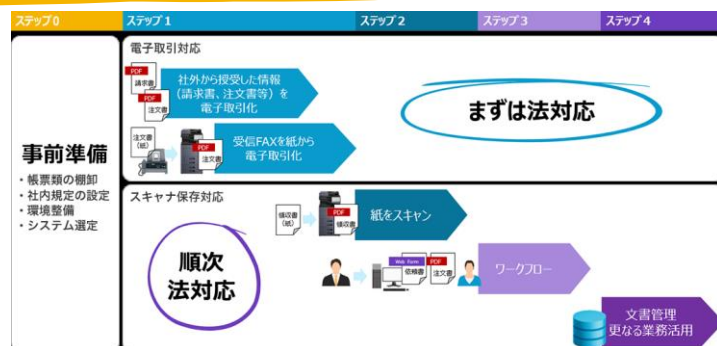 ステップ0
ステップ1
ステップ2
ステップ3
ステップ4
事前準備
・帳票類の棚卸
・社内規定の設定
・環境整備
・システム選定
電子取引対応
PDF
請求書
PDF
注文書
社外から授受した情報
（請求書、注文書等）を
電子取引化
注文書
（紙）
PDF
注文書
受信FAXを紙から
電子取引化
まずは法対応
スキャナ保存対応
順次
法対応
領収書
（紙）
PDF
領収書
紙をスキャン
Web Form
依頼書
PDF
注文書
ワークフロー
文書管理
更なる業務活用